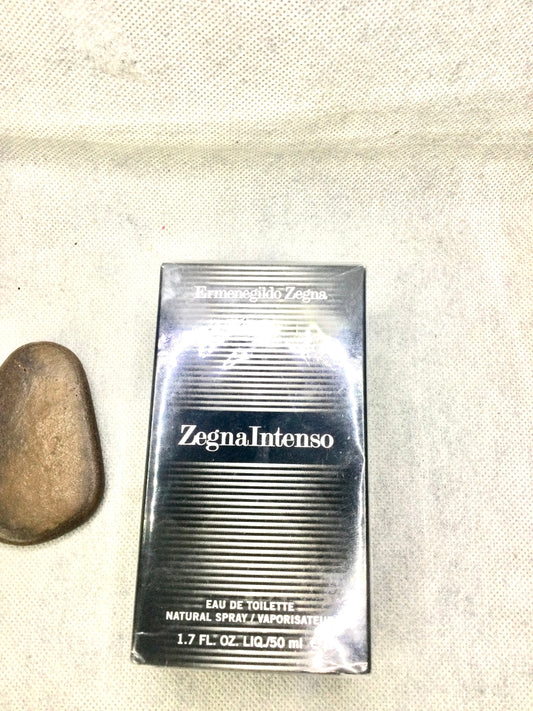 Ermenegildo Zegna
ZegnaIntenso
EAU DE TOILETTE
NATURAL SPRAY / VAPORISATEUR
1.7 FL. OZ. LIQ./50 ml e